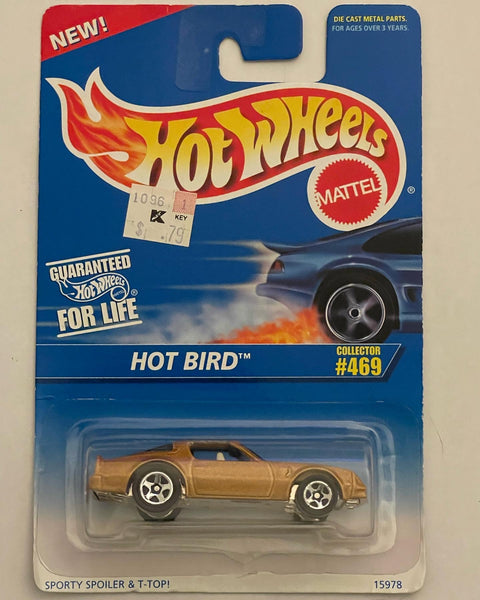 NEW!
DIE CAST METAL PARTS.
FOR AGES OVER 3 YEARS.
Hot Wheels
MATTEL
®
1096 1
K KEY
$ .79
GUARANTEED
Hot Wheels ®
FOR LIFE
HOT BIRD™
COLLECTOR
#469
SPORTY SPOILER & T-TOP!
15978